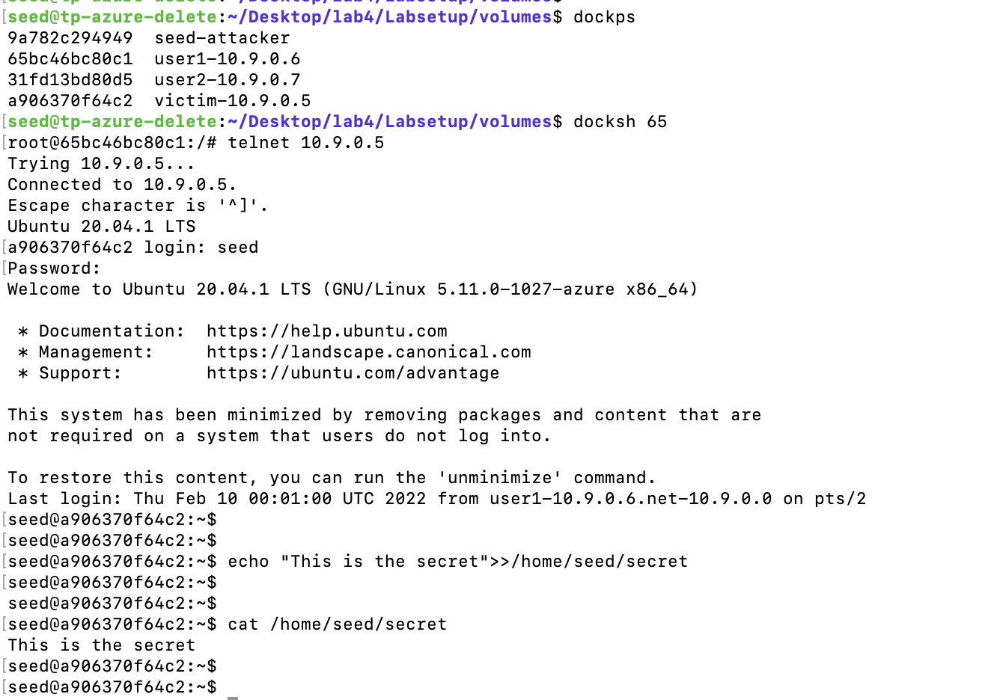 [seed@tp-azure-delete:~/Desktop/lab4/Labsetup/volumes$ dockps
9a782c294949  seed-attacker
65bc46bc80c1  user1-10.9.0.6
31fd13bd80d5  user2-10.9.0.7
a906370f64c2  victim-10.9.0.5
[seed@tp-azure-delete:~/Desktop/lab4/Labsetup/volumes$ docksh 65
[root@65bc46bc80c1:/# telnet 10.9.0.5
Trying 10.9.0.5...
Connected to 10.9.0.5.
Escape character is '^]'.
Ubuntu 20.04.1 LTS
[a906370f64c2 login: seed
[Password:
Welcome to Ubuntu 20.04.1 LTS (GNU/Linux 5.11.0-1027-azure x86_64)

 * Documentation:  https://help.ubuntu.com
 * Management:     https://landscape.canonical.com
 * Support:        https://ubuntu.com/advantage

This system has been minimized by removing packages and content that are
not required on a system that users do not log into.

To restore this content, you can run the 'unminimize' command.
Last login: Thu Feb 10 00:01:00 UTC 2022 from user1-10.9.0.6.net-10.9.0.0 on pts/2
[seed@a906370f64c2:~$
[seed@a906370f64c2:~$
[seed@a906370f64c2:~$ echo "This is the secret">>/home/seed/secret
[seed@a906370f64c2:~$
seed@a906370f64c2:~$
[seed@a906370f64c2:~$ cat /home/seed/secret
This is the secret
[seed@a906370f64c2:~$
[seed@a906370f64c2:~$